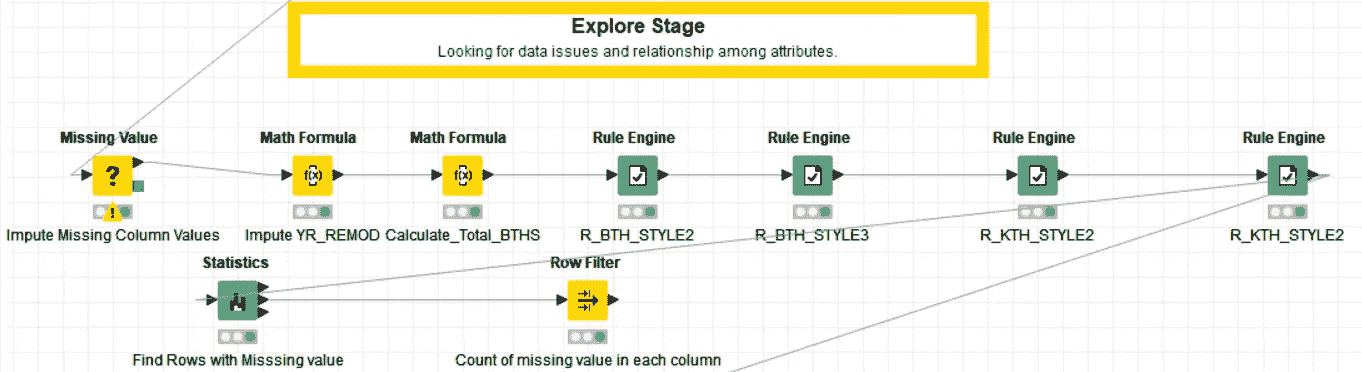 Explore Stage
Looking for data issues and relationship among attributes.
Missing Value
Math Formula
Math Formula
Rule Engine
Rule Engine
Rule Engine
Rule Engine
?
f(x)
f(x)
!
Impute Missing Column Values
Impute YR_REMOD
Calculate_Total_BTHS
R_BTH_STYLE2
R_BTH_STYLE3
R_KTH_STYLE2
R_KTH_STYLE2
Statistics
Row Filter
Find Rows with Misssing value
Count of missing value in each column